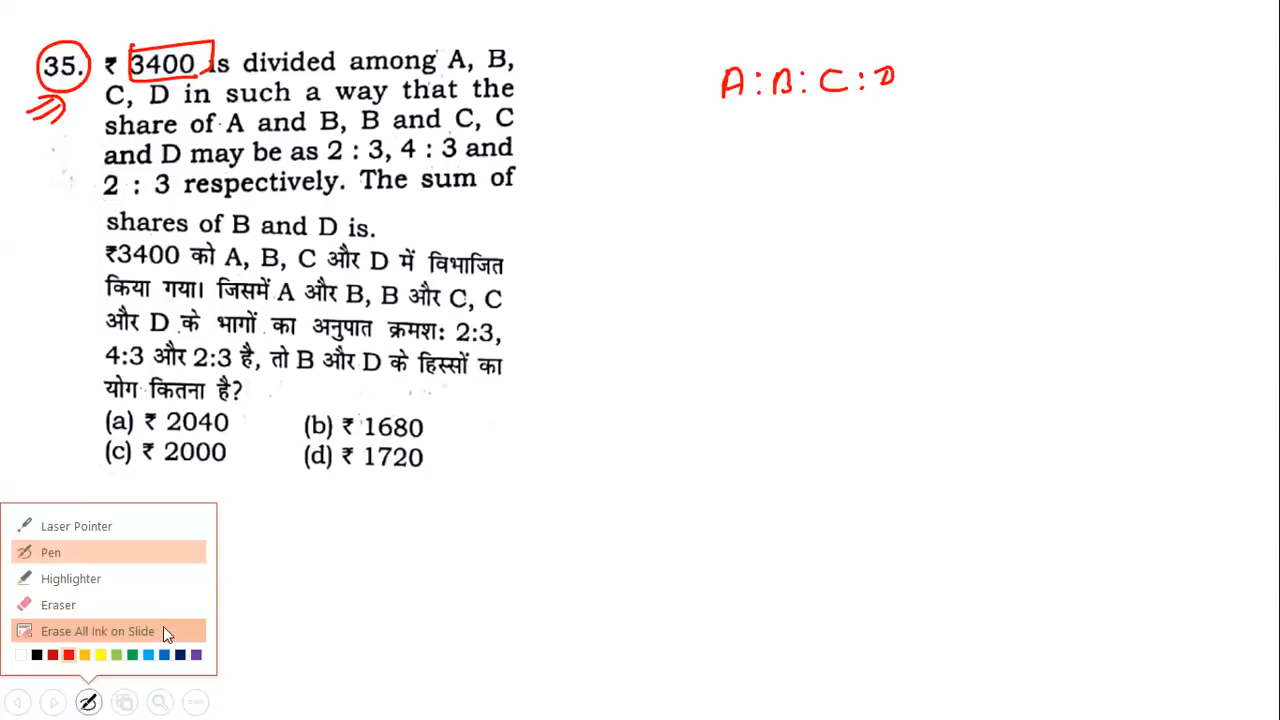 35. ₹ 3400 is divided among A, B,
C, D in such a way that the
share of A and B, B and C, C
and D may be as 2 : 3, 4 : 3 and
2 : 3 respectively. The sum of
shares of B and D is.
₹3400 को A, B, C और D में विभाजित
किया गया। जिसमें A और B, B और C, C
और D के भागों का अनुपात क्रमश: 2:3,
4:3 और 2:3 है, तो B और D के हिस्सों का
योग कितना है?
(a) ₹ 2040 (b) ₹ 1680
(c) ₹ 2000 (d) ₹ 1720
A : B : C : D
Laser Pointer
Pen
Highlighter
Eraser
Erase All Ink on Slide